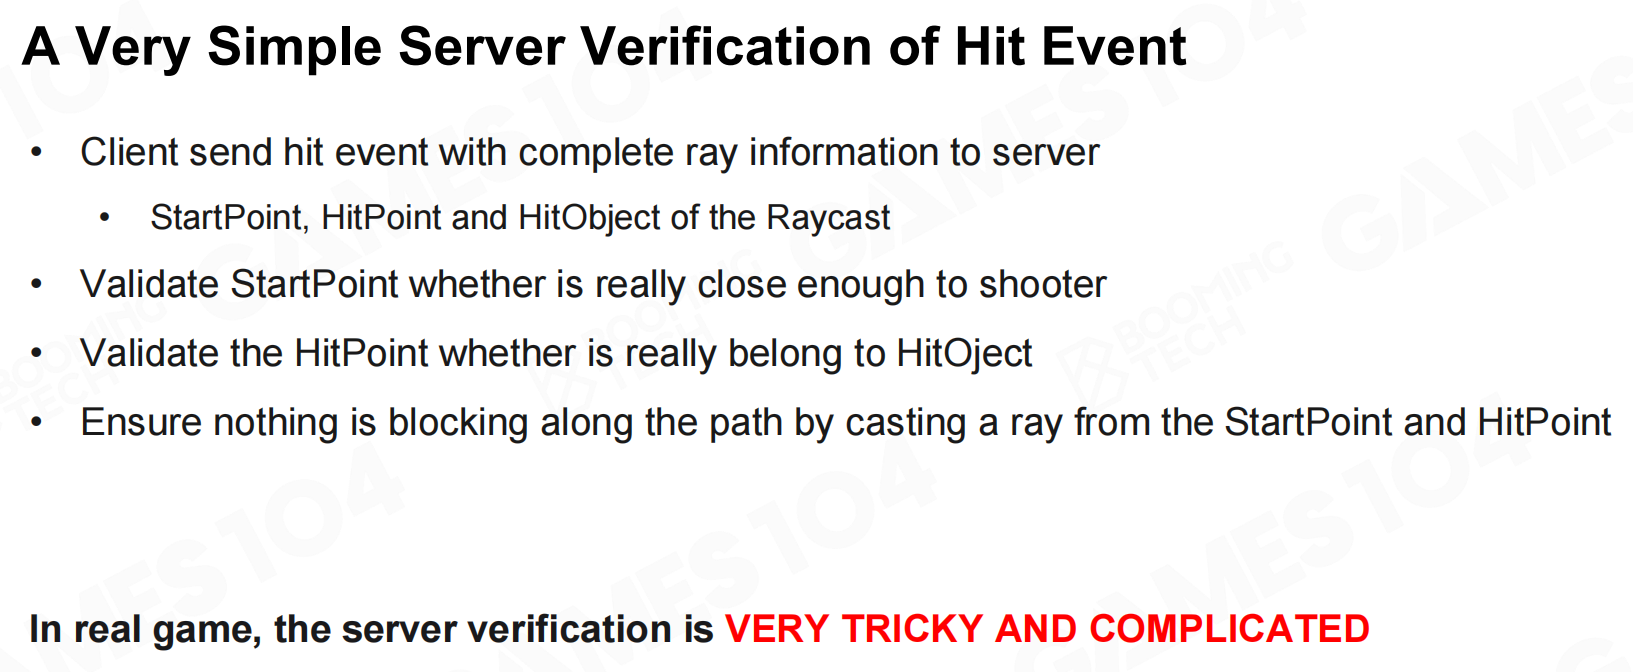 A Very Simple Server Verification of Hit Event
• Client send hit event with complete ray information to server
• StartPoint, HitPoint and HitObject of the Raycast
• Validate StartPoint whether is really close enough to shooter
• Validate the HitPoint whether is really belong to HitOject
• Ensure nothing is blocking along the path by casting a ray from the StartPoint and HitPoint
In real game, the server verification is VERY TRICKY AND COMPLICATED
GAMES104
BOOMING TECH